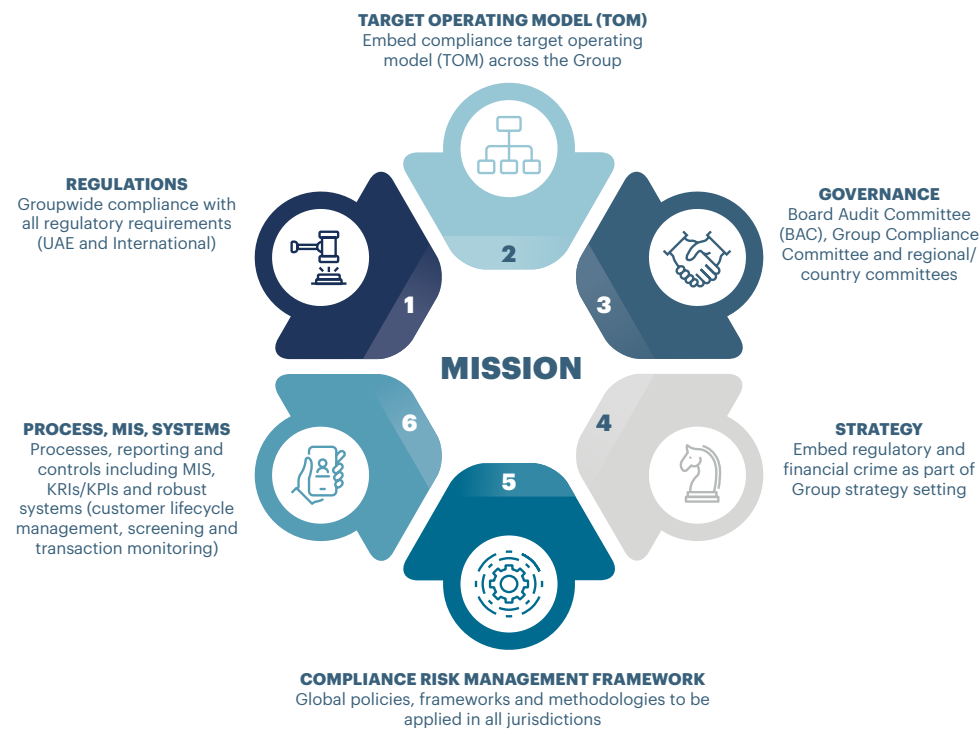 TARGET OPERATING MODEL (TOM)
Embed compliance target operating
model (TOM) across the Group
REGULATIONS
Groupwide compliance with
all regulatory requirements
(UAE and International)
GOVERNANCE
Board Audit Committee
(BAC), Group Compliance
Committee and regional/
country committees
2
1
3
MISSION
6
4
5
PROCESS, MIS, SYSTEMS
Processes, reporting and
controls including MIS,
KRIs/KPIs and robust
systems (customer lifecycle
management, screening and
transaction monitoring)
STRATEGY
Embed regulatory and
financial crime as part of
Group strategy setting
COMPLIANCE RISK MANAGEMENT FRAMEWORK
Global policies, frameworks and methodologies to be
applied in all jurisdictions